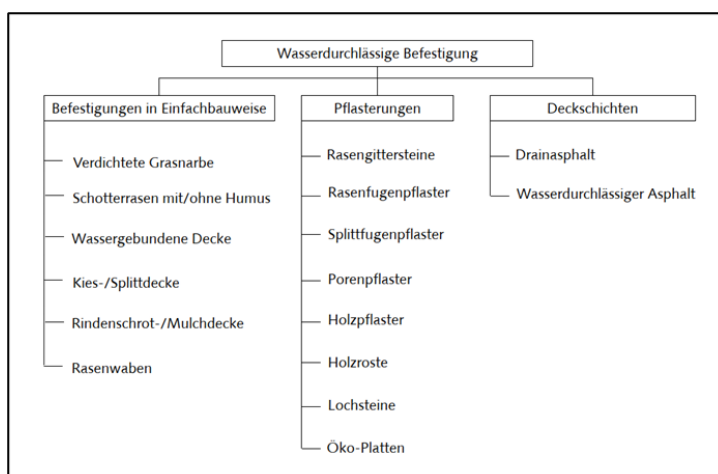 Wasserdurchlässige Befestigung
Befestigungen in Einfachbauweise
Verdichtete Grasnarbe
Schotterrasen mit/ohne Humus
Wassergebundene Decke
Kies-/Splittdecke
Rindenschrot-/Mulchdecke
Rasenwaben
Pflasterungen
Rasengittersteine
Rasenfugenpflaster
Splittfugenpflaster
Porenpflaster
Holzpflaster
Holzroste
Lochsteine
Öko-Platten
Deckschichten
Drainasphalt
Wasserdurchlässiger Asphalt